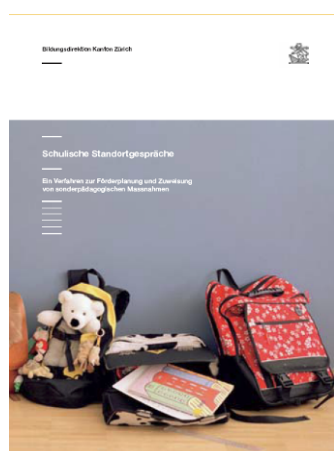 Bildungsdirektion Kanton Zürich
Schulische Standortgespräche
Ein Verfahren zur Förderplanung und Zuweisung
von sonderpädagogischen Massnahmen